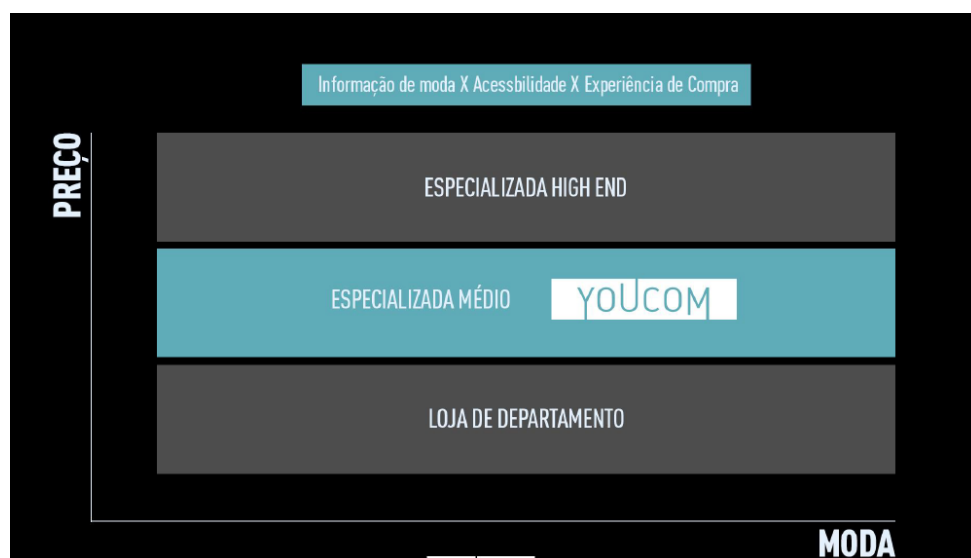 Informação de moda X Acessbilidade X Experiência de Compra
PREÇO
ESPECIALIZADA HIGH END
ESPECIALIZADA MÉDIO YOUCOM
LOJA DE DEPARTAMENTO
MODA